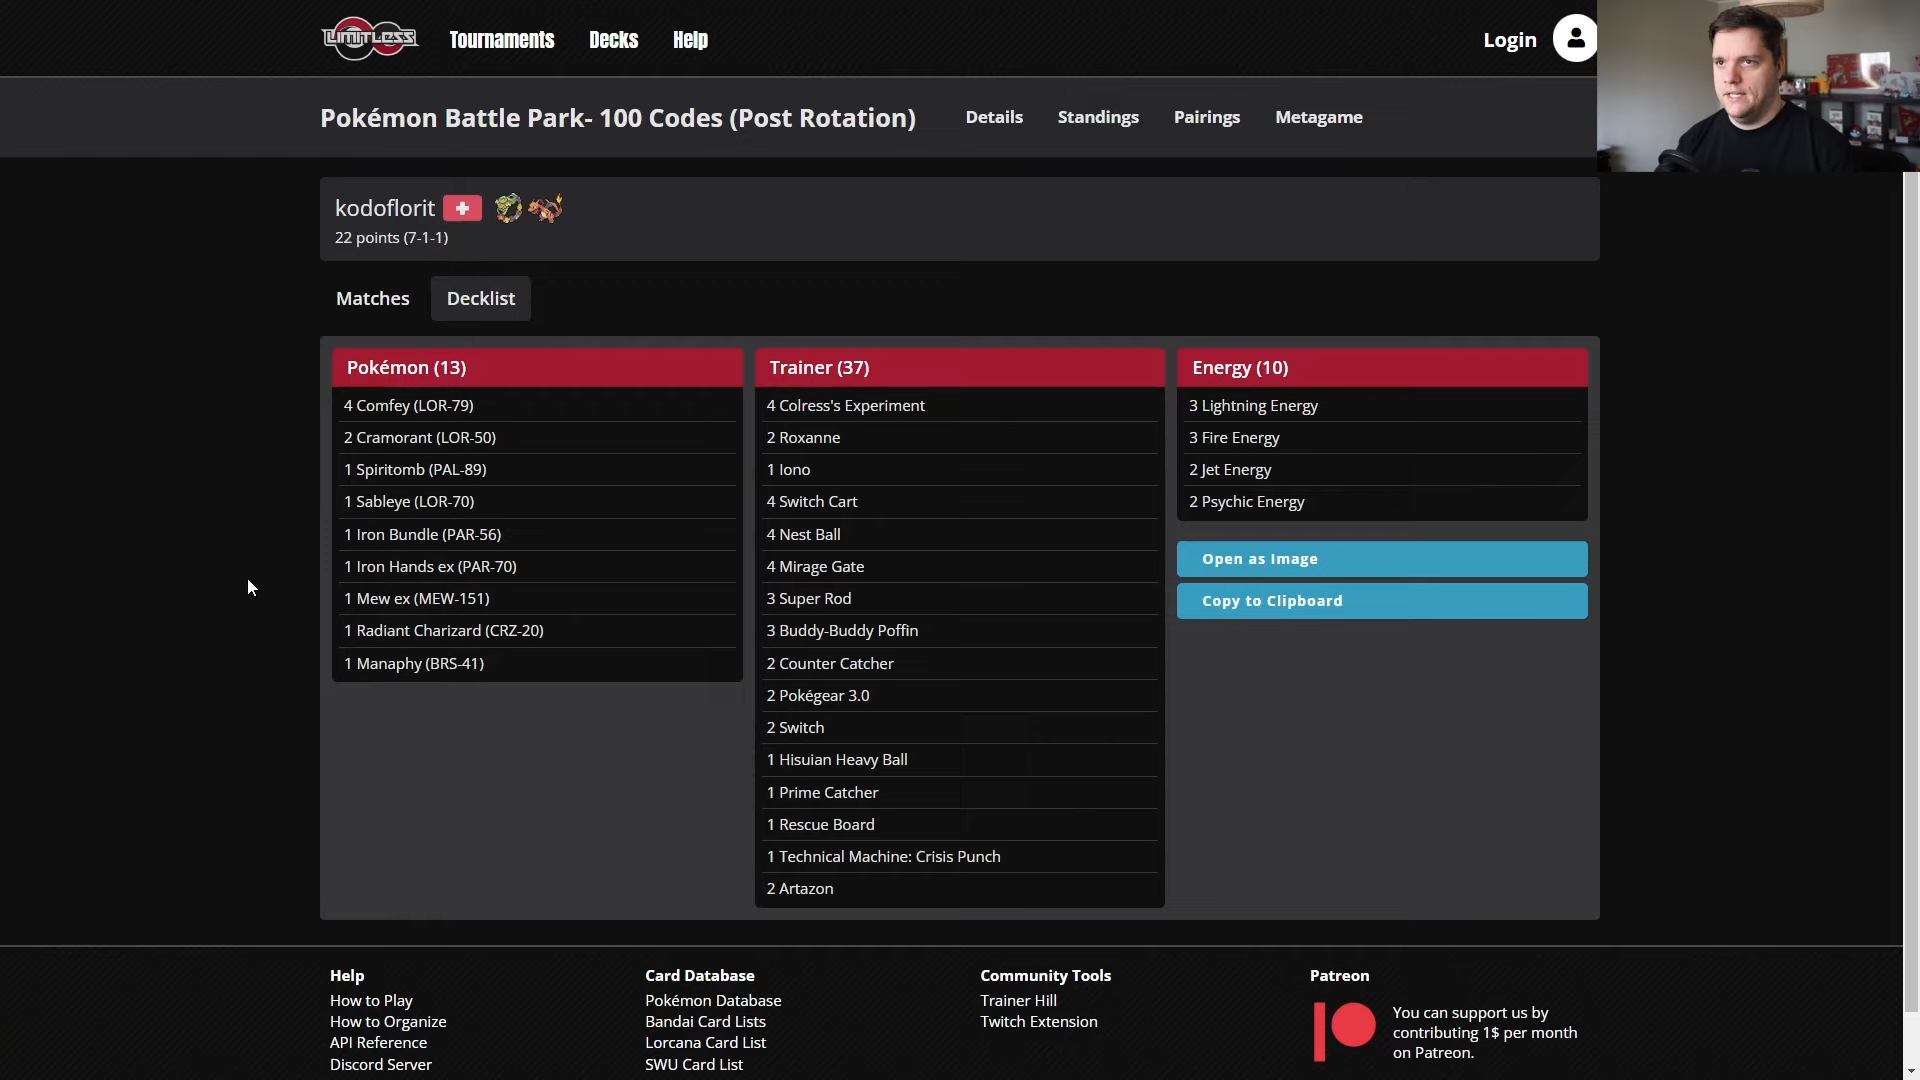 LIMITLESS
Tournaments
Decks
Help
Login
Pokémon Battle Park- 100 Codes (Post Rotation)
Details
Standings
Pairings
Metagame
kodoflorit
22 points (7-1-1)
Matches
Decklist
Pokémon (13)
4 Comfey (LOR-79)
2 Cramorant (LOR-50)
1 Spiritomb (PAL-89)
1 Sableye (LOR-70)
1 Iron Bundle (PAR-56)
1 Iron Hands ex (PAR-70)
1 Mew ex (MEW-151)
1 Radiant Charizard (CRZ-20)
1 Manaphy (BRS-41)
Trainer (37)
4 Colress's Experiment
2 Roxanne
1 Iono
4 Switch Cart
4 Nest Ball
4 Mirage Gate
3 Super Rod
3 Buddy-Buddy Poffin
2 Counter Catcher
2 Pokégear 3.0
2 Switch
1 Hisuian Heavy Ball
1 Prime Catcher
1 Rescue Board
1 Technical Machine: Crisis Punch
2 Artazon
Energy (10)
3 Lightning Energy
3 Fire Energy
2 Jet Energy
2 Psychic Energy
Open as Image
Copy to Clipboard
Help
How to Play
How to Organize
API Reference
Discord Server
Card Database
Pokémon Database
Bandai Card Lists
Lorcana Card List
SWU Card List
Community Tools
Trainer Hill
Twitch Extension
Patreon
You can support us by
contributing 1$ per month
on Patreon.